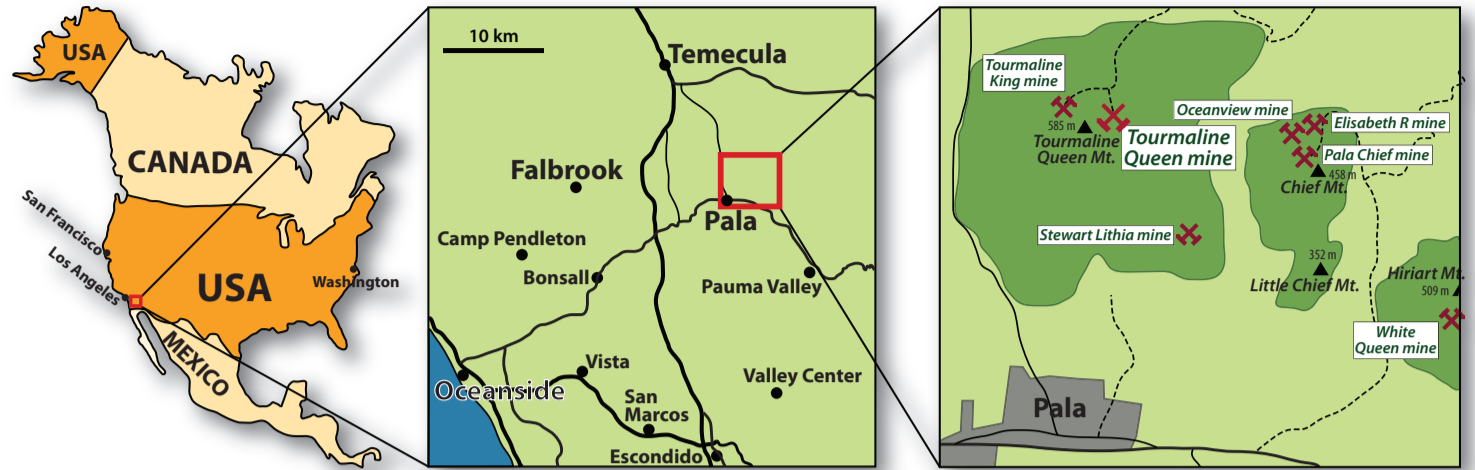 USA
CANADA
San Francisco
Los Angeles
USA
Washington
MEXICO
10 km
Temecula
Falbrook
Pala
Camp Pendleton
Bonsall
Pauma Valley
Vista
Oceanside
San
Marcos
Valley Center
Escondido
Tourmaline
King mine
585 m
Tourmaline
Queen Mt.
Tourmaline
Queen mine
Oceanview mine
Elisabeth R mine
Pala Chief mine
458 m
Chief Mt.
Stewart Lithia mine
352 m
Little Chief Mt.
Hiriart Mt.
509 m
White
Queen mine
Pala